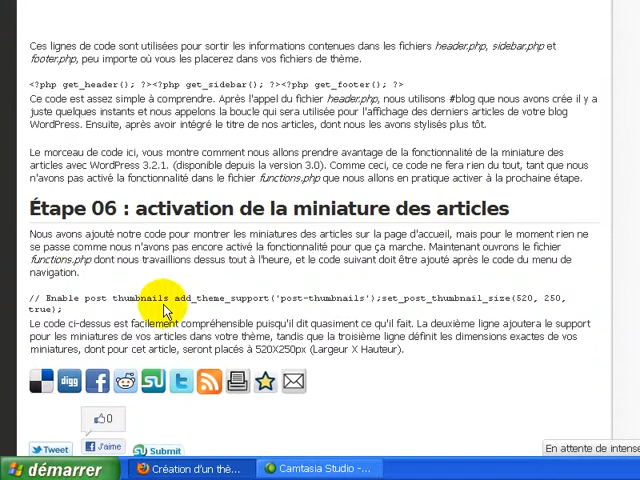 Ces lignes de code sont utilisées pour sortir les informations contenues dans les fichiers header.php, sidebar.php et
footer.php, peu importe où vous les placerez dans vos fichiers de thème.
<?php get_header(); ?><?php get_sidebar(); ?><?php get_footer(); ?>
Ce code est assez simple à comprendre. Après l'appel du fichier header.php, nous utilisons #blog que nous avons crée il y a
juste quelques instants et nous appelons la boucle qui sera utilisée pour l'affichage des derniers articles de votre blog
WordPress. Ensuite, après avoir intégré le titre de nos articles, dont nous les avons stylisés plus tôt.
Le morceau de code ici, vous montre comment nous allons prendre avantage de la fonctionnalité de la miniature des
articles avec WordPress 3.2.1. (disponible depuis la version 3.0). Comme ceci, ce code ne fera rien du tout, tant que nous
n'avons pas activé la fonctionnalité dans le fichier functions.php que nous allons en pratique activer à la prochaine étape.
Étape 06 : activation de la miniature des articles
Nous avons ajouté notre code pour montrer les miniatures des articles sur la page d'accueil, mais pour le moment rien ne
se passe comme nous n'avons pas encore activé la fonctionnalité pour que ça marche. Maintenant ouvrons le fichier
functions.php dont nous travaillions dessus tout à l'heure, et le code suivant doit être ajouté après le code du menu de
navigation.
// Enable post thumbnails add_theme_support('post-thumbnails');set_post_thumbnail_size(520, 250,
true);
Le code ci-dessus est facilement compréhensible puisqu'il dit quasiment ce qu'il fait. La deuxième ligne ajoutera le support
pour les miniatures de vos articles dans votre thème, tandis que la troisième ligne définit les dimensions exactes de vos
miniatures, dont pour cet article, seront placés à 520X250px (Largeur X Hauteur).
digg
0
Tweet
J'aime
Submit
En attente de intense
démarrer
Création d'un thè...
Camtasia Studio - ...